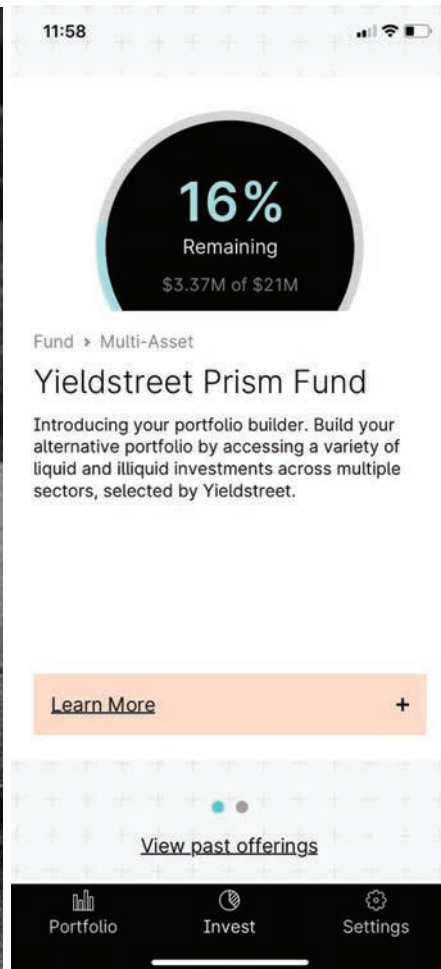 11:58
16%
Remaining
$3.37M of $21M
Fund › Multi-Asset
Yieldstreet Prism Fund
Introducing your portfolio builder. Build your
alternative portfolio by accessing a variety of
liquid and illiquid investments across multiple
sectors, selected by Yieldstreet.
Learn More +
View past offerings
Portfolio Invest Settings